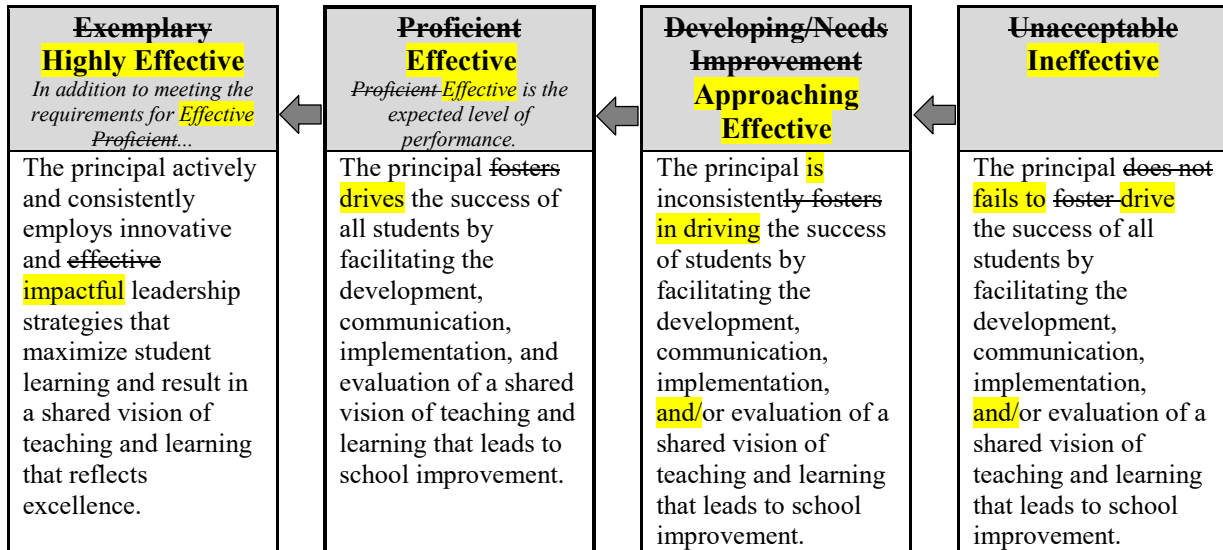 Exemplary
Highly Effective
In addition to meeting the
requirements for Effective
Proficient...
The principal actively
and consistently
employs innovative
and effective
impactful leadership
strategies that
maximize student
learning and result in
a shared vision of
teaching and learning
that reflects
excellence.
Proficient
Effective
Proficient Effective is the
expected level of
performance.
The principal fosters
drives the success of
all students by
facilitating the
development,
communication,
implementation, and
evaluation of a shared
vision of teaching and
learning that leads to
school improvement.
Developing/Needs
Improvement
Approaching
Effective
The principal is
inconsistently fosters
in driving the success
of students by
facilitating the
development,
communication,
implementation,
and/or evaluation of a
shared vision of
teaching and learning
that leads to school
improvement.
Unacceptable
Ineffective
The principal does not
fails to foster drive
the success of all
students by
facilitating the
development,
communication,
implementation,
and/or evaluation of a
shared vision of
teaching and learning
that leads to school
improvement.